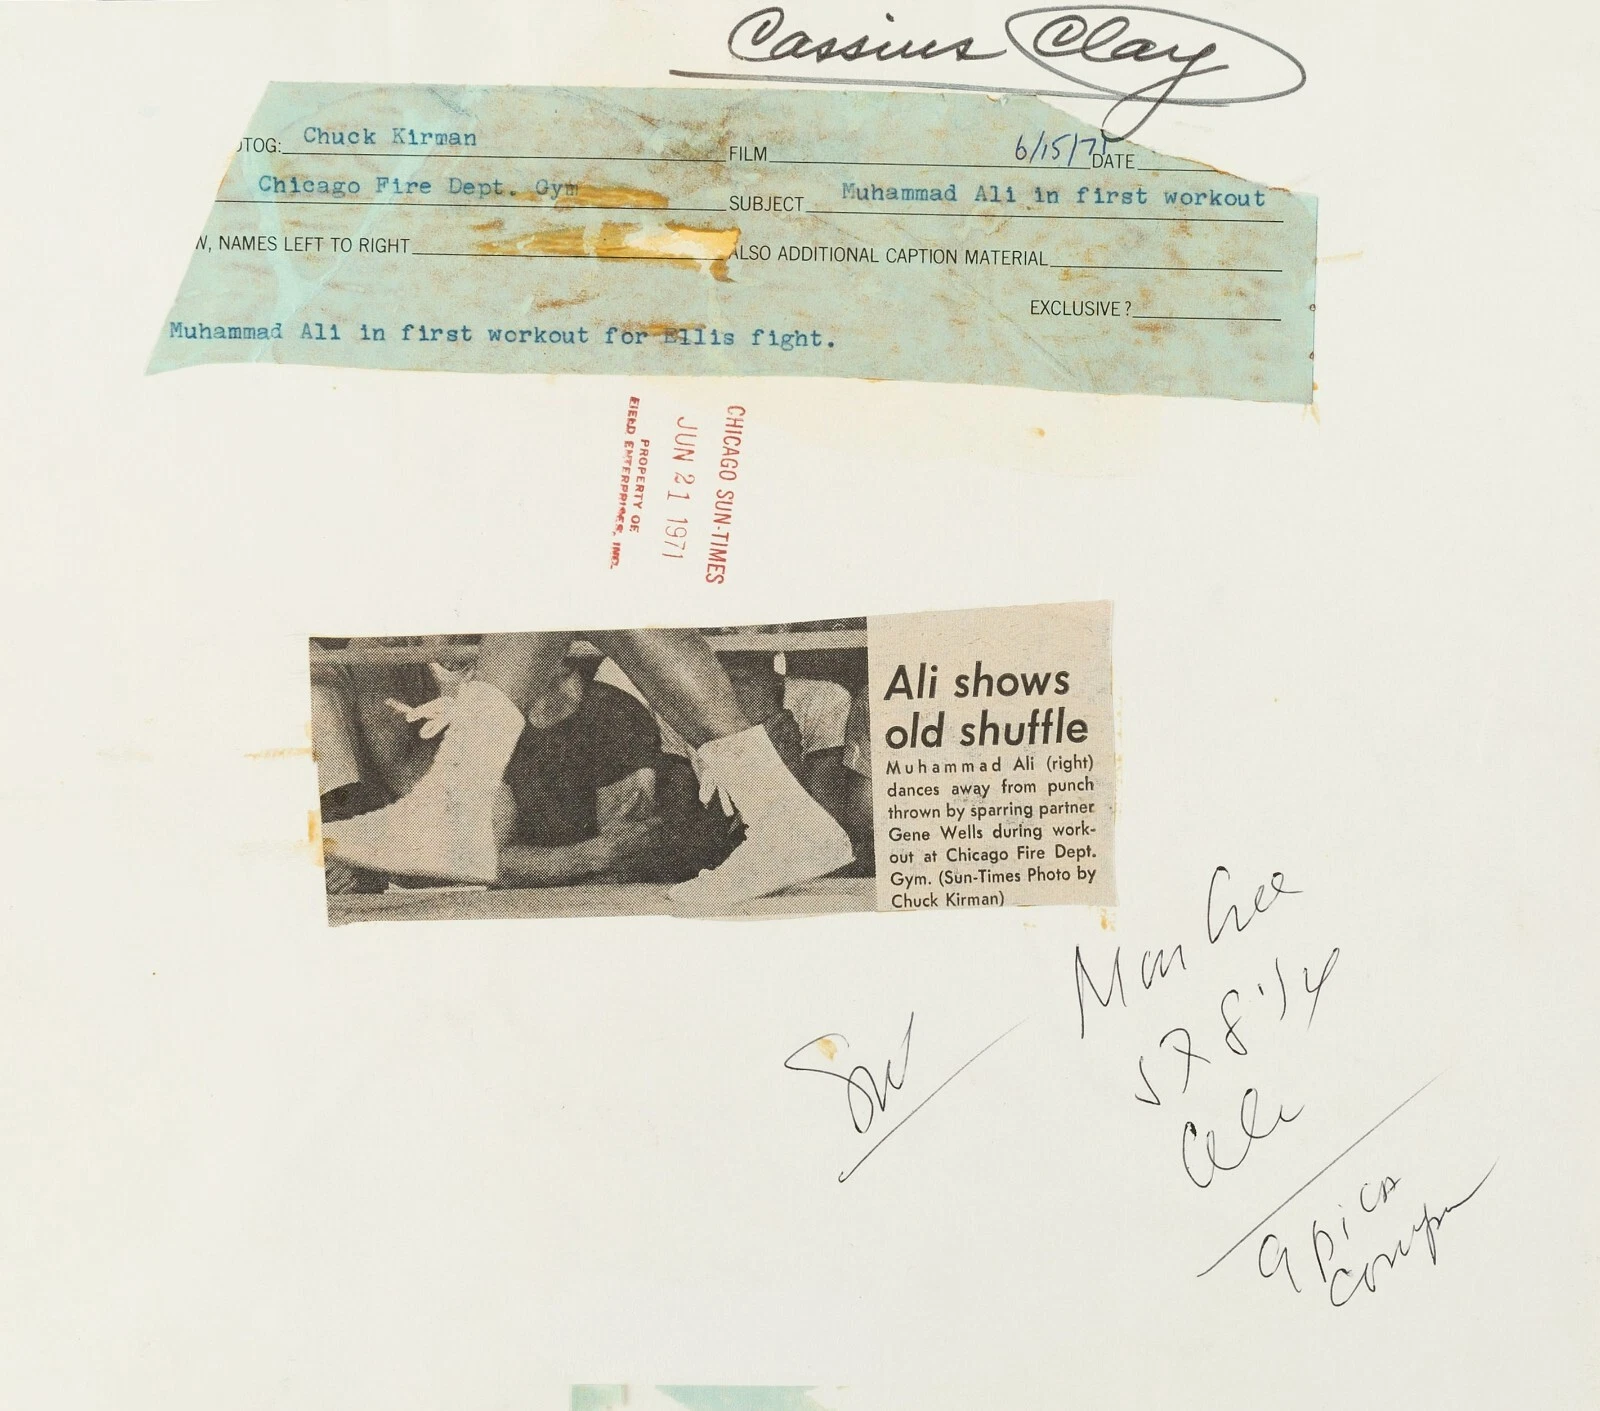 Cassius Clay
TOG: Chuck Kirman FILM 6/15/71 DATE
Chicago Fire Dept. Gym SUBJECT Muhammad Ali in first workout
W, NAMES LEFT TO RIGHT ALSO ADDITIONAL CAPTION MATERIAL
EXCLUSIVE?
Muhammad Ali in first workout for Ellis fight.
CHICAGO SUN-TIMES
JUN 21 1971
PROPERTY OF
FIELD ENTERPRISES, INC.
Ali shows
old shuffle
Muhammad Ali (right)
dances away from punch
thrown by sparring partner
Gene Wells during work-
out at Chicago Fire Dept.
Gym. (Sun-Times Photo by
Chuck Kirman)
9 pica